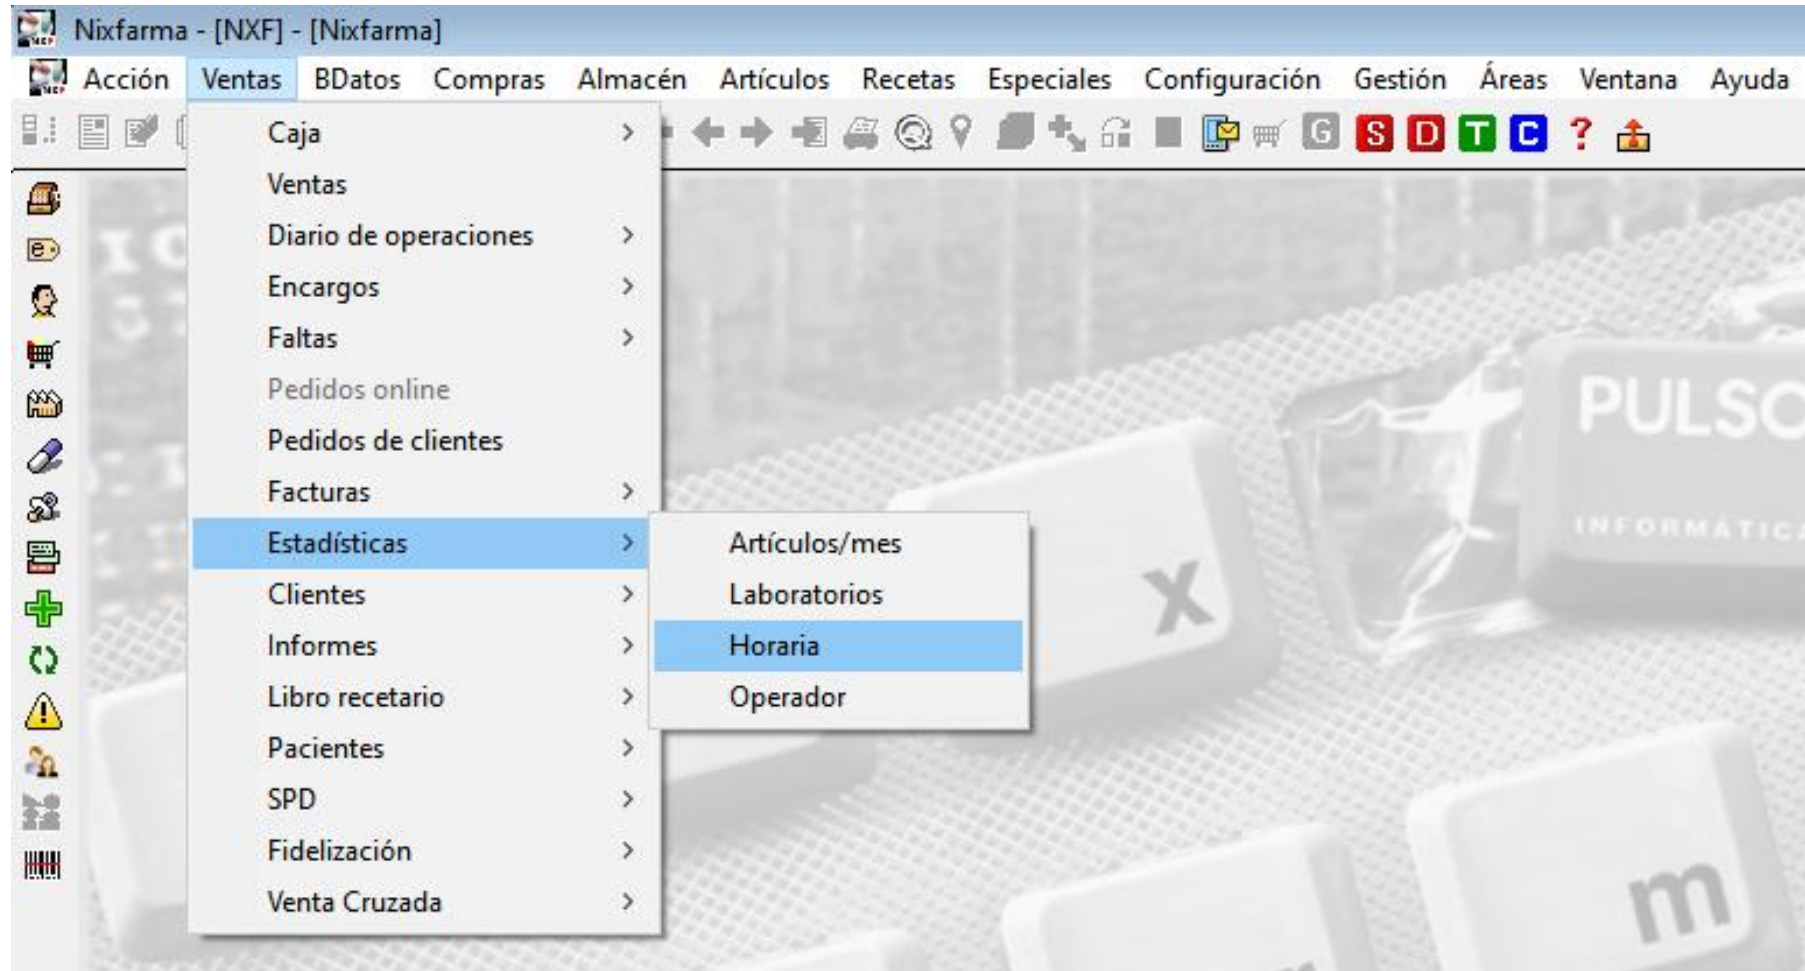 Nixfarma - [NXF] - [Nixfarma]
Acción Ventas BDatos Compras Almacén Artículos Recetas Especiales Configuración Gestión Áreas Ventana Ayuda
G S D T C ?
Caja
Ventas
Diario de operaciones
Encargos
Faltas
Pedidos online
Pedidos de clientes
Facturas
Estadísticas
Clientes
Informes
Libro recetario
Pacientes
SPD
Fidelización
Venta Cruzada
Artículos/mes
Laboratorios
Horaria
Operador
e
PULSO
INFORMÁTICA
x
m